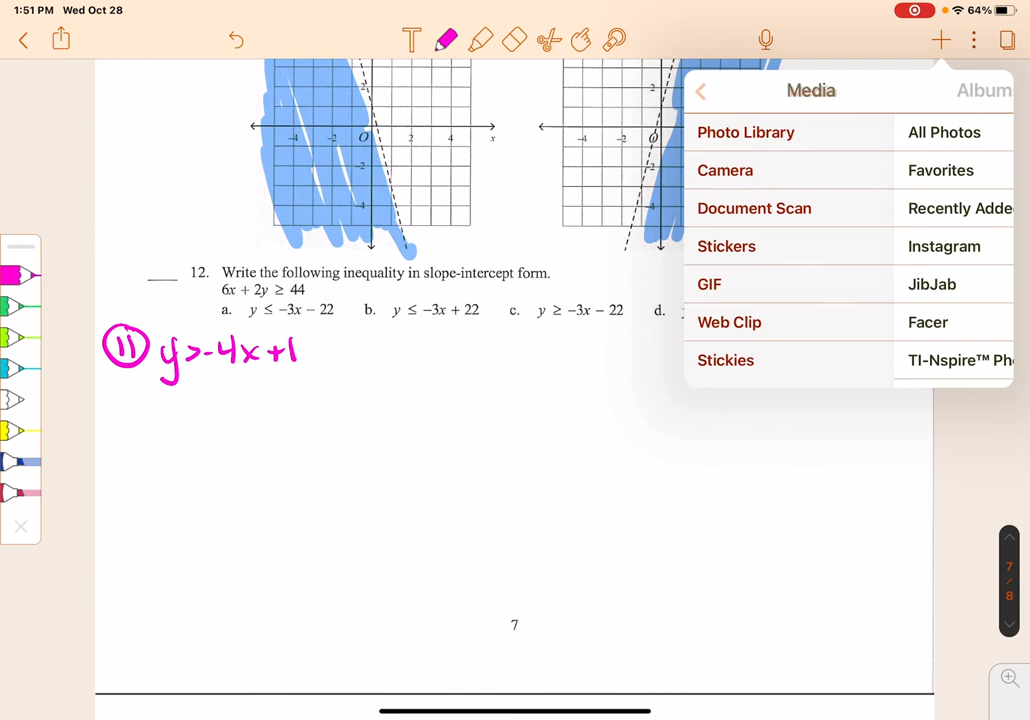 1:51 PM Wed Oct 28
64%
T
Media
Album
Photo Library
Camera
Document Scan
Stickers
GIF
Web Clip
Stickies
All Photos
Favorites
Recently Adde
Instagram
JibJab
Facer
TI-Nspire™ Ph
2
-4 -2 O 2 4 x
-2
-4
2
-4 -2 O
-2
-4
____ 12. Write the following inequality in slope-intercept form.
6x + 2y ≥ 44
a. y ≤ −3x − 22 b. y ≤ −3x + 22 c. y ≥ −3x − 22 d.
11 y > -4x + 1
7
7
/
8